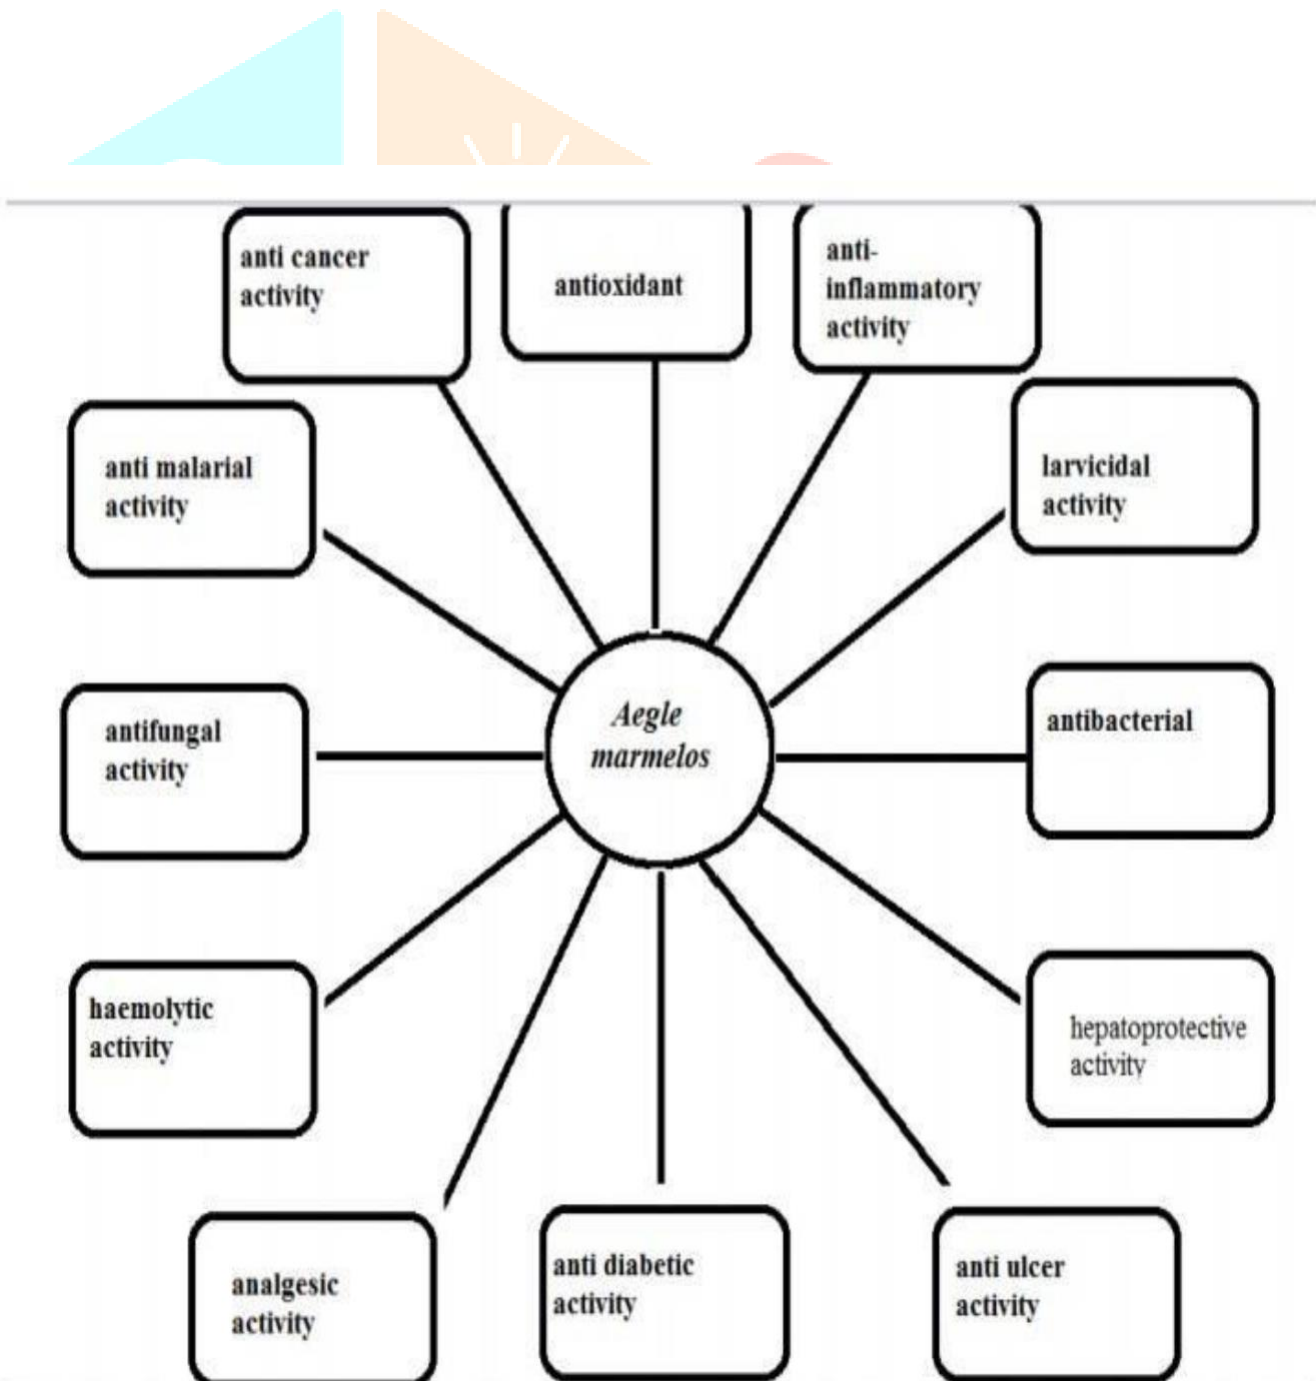 anti cancer
activity
antioxidant
anti-
inflammatory
activity
anti malarial
activity
larvicidal
activity
Aegle
marmelos
antifungal
activity
antibacterial
haemolytic
activity
hepatoprotective
activity
analgesic
activity
anti diabetic
activity
anti ulcer
activity